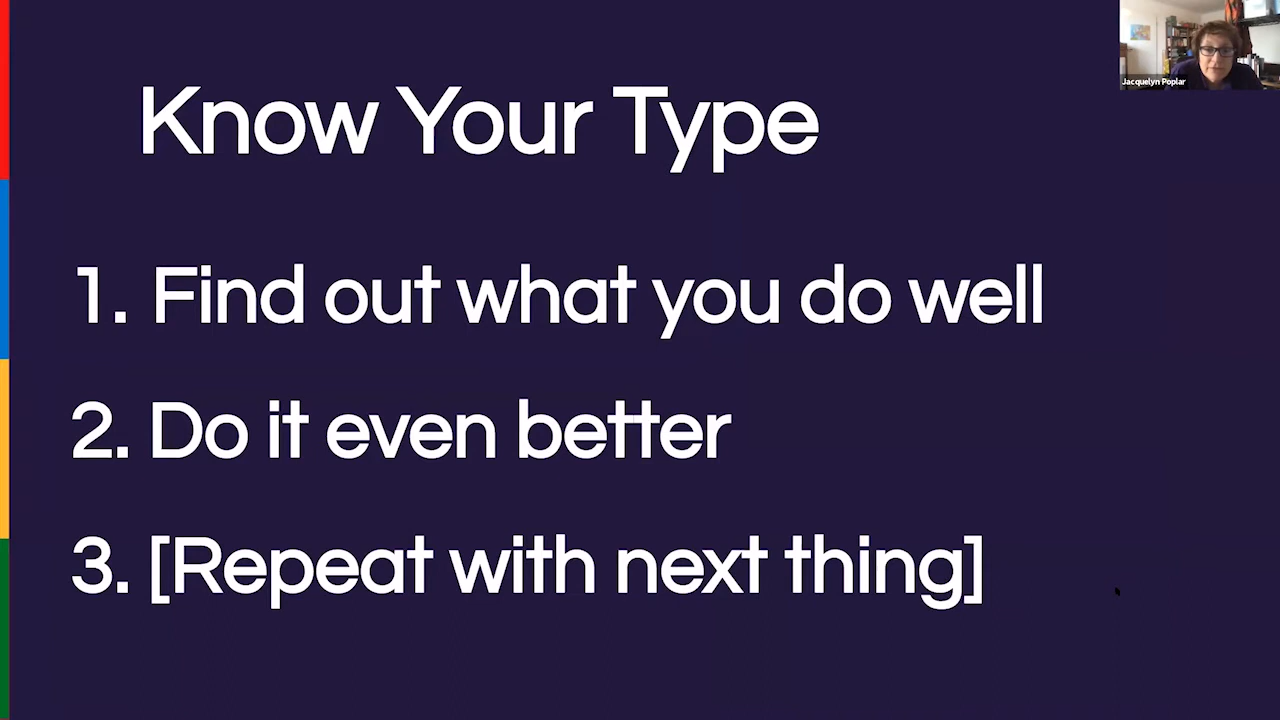 Know Your Type
Jacquelyn Poplar
1. Find out what you do well
2. Do it even better
3. [Repeat with next thing]